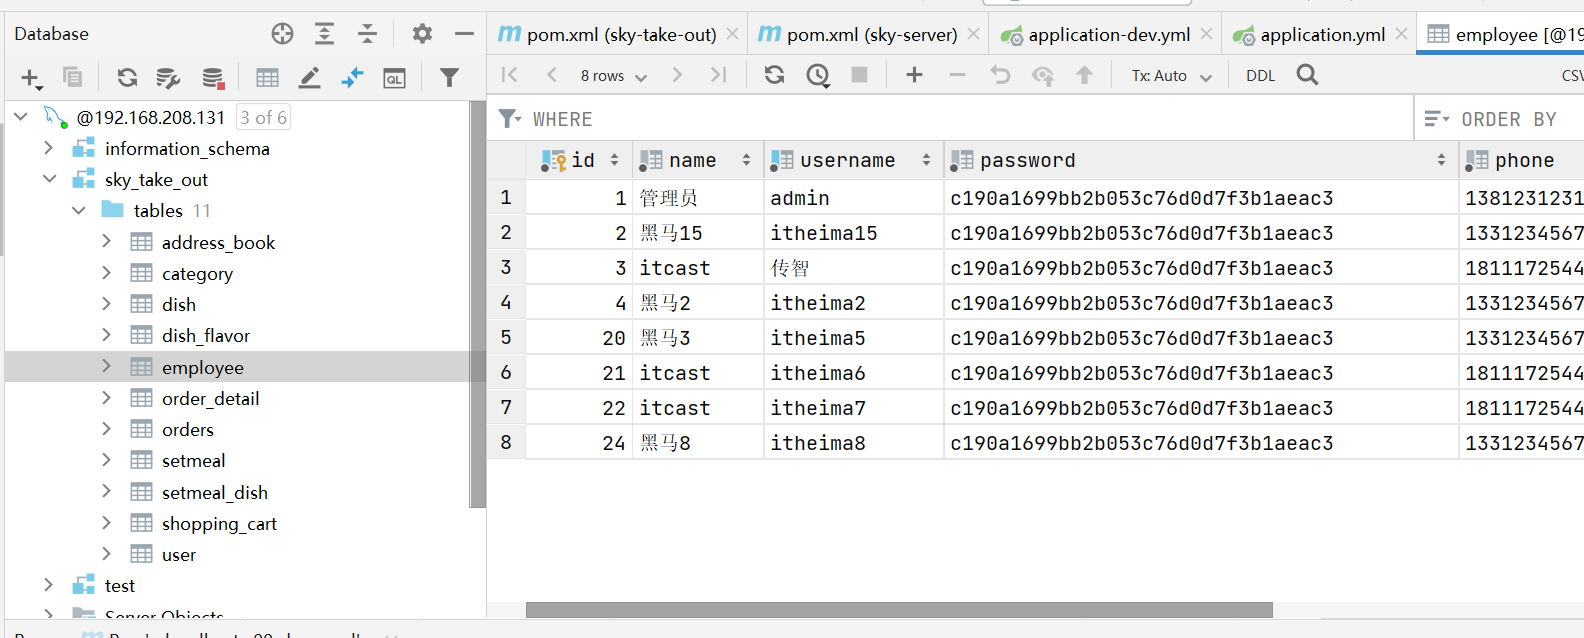 Database
@192.168.208.131 3 of 6
information_schema
sky_take_out
tables 11
address_book
category
dish
dish_flavor
employee
order_detail
orders
setmeal
setmeal_dish
shopping_cart
user
test
Server Objects
pom.xml (sky-take-out) pom.xml (sky-server) application-dev.yml application.yml employee [@19
8 rows Tx: Auto DDL CSV
WHERE ORDER BY
id name username password phone
1 1 管理员 admin c190a1699bb2b053c76d0d7f3b1aeac3 1381231231
2 2 黑马15 itheima15 c190a1699bb2b053c76d0d7f3b1aeac3 1331234567
3 3 itcast 传智 c190a1699bb2b053c76d0d7f3b1aeac3 1811172544
4 4 黑马2 itheima2 c190a1699bb2b053c76d0d7f3b1aeac3 1331234567
5 20 黑马3 itheima5 c190a1699bb2b053c76d0d7f3b1aeac3 1331234567
6 21 itcast itheima6 c190a1699bb2b053c76d0d7f3b1aeac3 1811172544
7 22 itcast itheima7 c190a1699bb2b053c76d0d7f3b1aeac3 1811172544
8 24 黑马8 itheima8 c190a1699bb2b053c76d0d7f3b1aeac3 1331234567